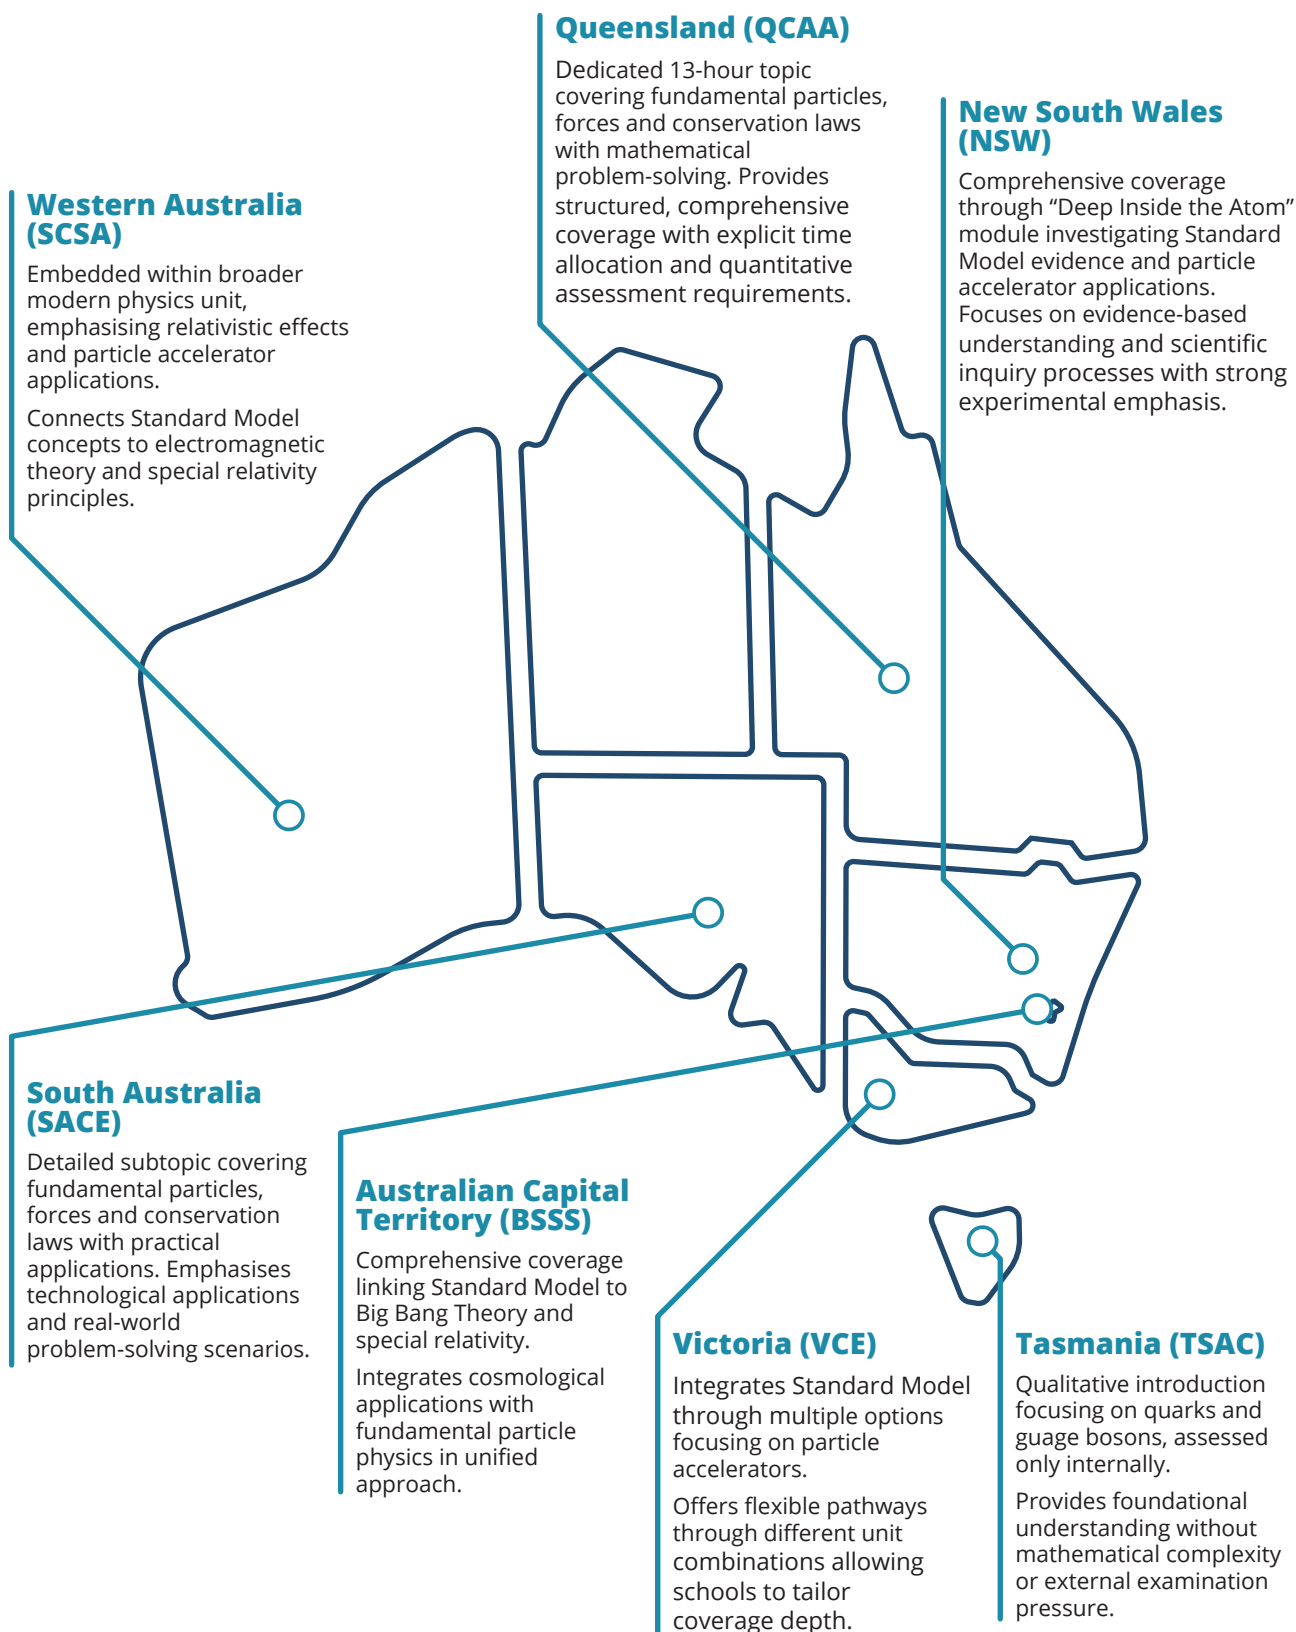 Queensland (QCAA)
Dedicated 13-hour topic
covering fundamental particles,
forces and conservation laws
with mathematical
problem-solving. Provides
structured, comprehensive
coverage with explicit time
allocation and quantitative
assessment requirements.
New South Wales
(NSW)
Comprehensive coverage
through “Deep Inside the Atom”
module investigating Standard
Model evidence and particle
accelerator applications.
Focuses on evidence-based
understanding and scientific
inquiry processes with strong
experimental emphasis.
Western Australia
(SCSA)
Embedded within broader
modern physics unit,
emphasising relativistic effects
and particle accelerator
applications.
Connects Standard Model
concepts to electromagnetic
theory and special relativity
principles.
South Australia
(SACE)
Detailed subtopic covering
fundamental particles,
forces and conservation
laws with practical
applications. Emphasises
technological applications
and real-world
problem-solving scenarios.
Australian Capital
Territory (BSSS)
Comprehensive coverage
linking Standard Model to
Big Bang Theory and
special relativity.
Integrates cosmological
applications with
fundamental particle
physics in unified
approach.
Victoria (VCE)
Integrates Standard Model
through multiple options
focusing on particle
accelerators.
Offers flexible pathways
through different unit
combinations allowing
schools to tailor
coverage depth.
Tasmania (TSAC)
Qualitative introduction
focusing on quarks and
guage bosons, assessed
only internally.
Provides foundational
understanding without
mathematical complexity
or external examination
pressure.